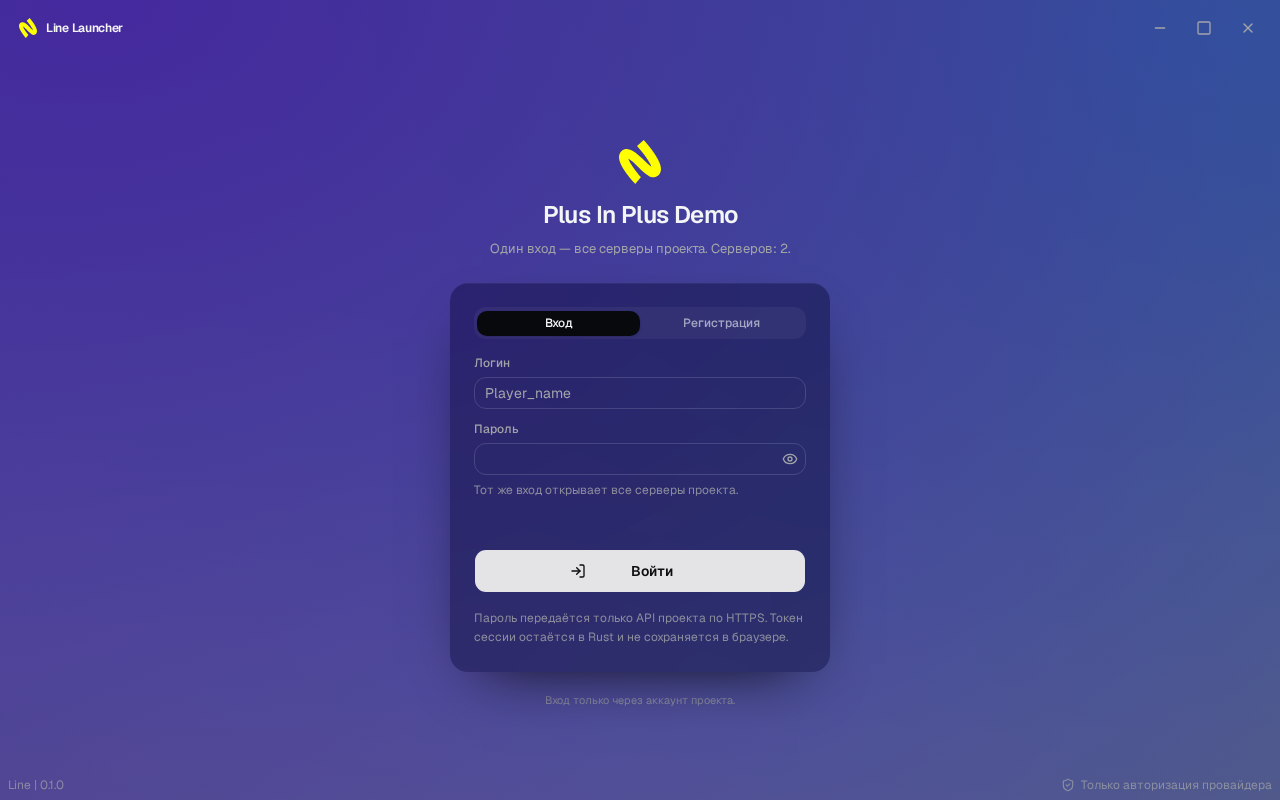 Line Launcher
Plus In Plus Demo
Один вход — все серверы проекта. Серверов: 2.
Вход
Регистрация
Логин
Player_name
Пароль
Тот же вход открывает все серверы проекта.
Войти
Пароль передаётся только API проекта по HTTPS. Токен
сессии остаётся в Rust и не сохраняется в браузере.
Вход только через аккаунт проекта.
Line | 0.1.0
Только авторизация провайдера